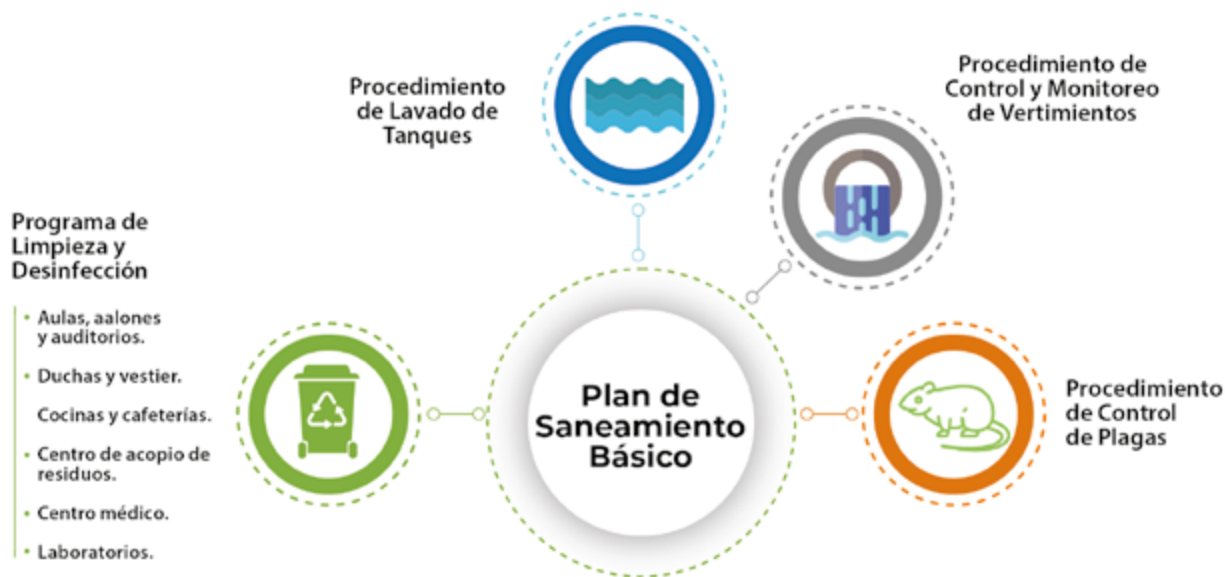 Procedimiento
de Lavado de
Tanques
Procedimiento de
Control y Monitoreo
de Vertimientos
Programa de
Limpieza y
Desinfección
• Aulas, aalones
y auditorios.
• Duchas y vestier.
Cocinas y cafeterías.
• Centro de acopio de
residuos.
• Centro médico.
• Laboratorios.
Plan de
Saneamiento
Básico
Procedimiento
de Control
de Plagas